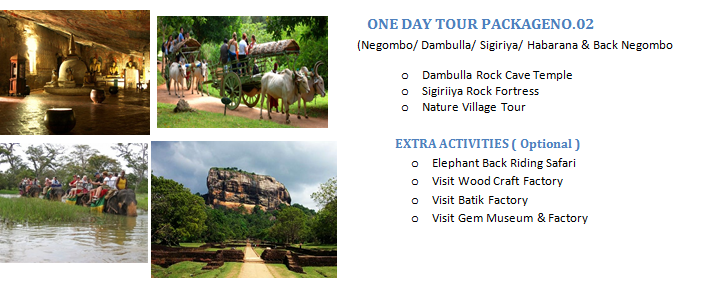 ONE DAY TOUR PACKAGENO.02
(Negombo/ Dambulla/ Sigiriya/ Habarana & Back Negombo
o Dambulla Rock Cave Temple
o Sigiriiya Rock Fortress
o Nature Village Tour
EXTRA ACTIVITIES ( Optional )
o Elephant Back Riding Safari
o Visit Wood Craft Factory
o Visit Batik Factory
o Visit Gem Museum & Factory